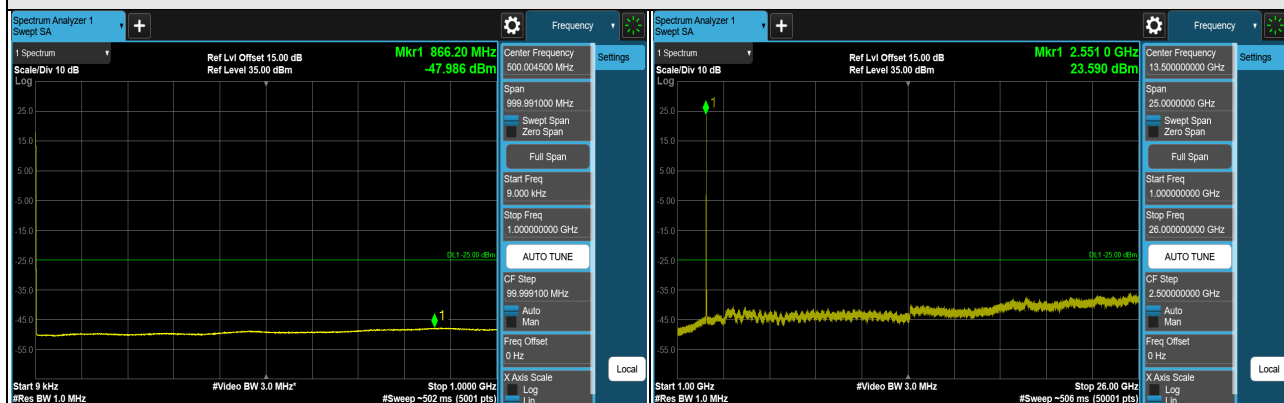 Spectrum Analyzer 1
Swept SA
+
Frequency
1 Spectrum
Scale/Div 10 dB
Log
Ref Lvl Offset 15.00 dB
Ref Level 35.00 dBm
Mkr1 866.20 MHz
-47.986 dBm
25.0
15.0
5.00
-5.00
-15.0
-25.0
-35.0
-45.0
-55.0
1
DL1 -25.00 dBm
Start 9 kHz
#Res BW 1.0 MHz
#Video BW 3.0 MHz*
Stop 1.0000 GHz
#Sweep ~502 ms (5001 pts)
Center Frequency
500.004500 MHz
Settings
Span
999.991000 MHz
Swept Span
Zero Span
Full Span
Start Freq
9.000 kHz
Stop Freq
1.000000000 GHz
AUTO TUNE
CF Step
99.999100 MHz
Auto
Man
Freq Offset
0 Hz
X Axis Scale
Log
Lin
Local
Spectrum Analyzer 1
Swept SA
+
Frequency
1 Spectrum
Scale/Div 10 dB
Log
Ref Lvl Offset 15.00 dB
Ref Level 35.00 dBm
Mkr1 2.551 0 GHz
23.590 dBm
25.0
15.0
5.00
-5.00
-15.0
-25.0
-35.0
-45.0
-55.0
1
DL1 -25.00 dBm
Start 1.00 GHz
#Res BW 1.0 MHz
#Video BW 3.0 MHz
Stop 26.00 GHz
#Sweep ~506 ms (5001 pts)
Center Frequency
13.50000000 GHz
Settings
Span
25.0000000 GHz
Swept Span
Zero Span
Full Span
Start Freq
1.000000000 GHz
Stop Freq
26.00000000 GHz
AUTO TUNE
CF Step
2.500000000 GHz
Auto
Man
Freq Offset
0 Hz
X Axis Scale
Log
Lin
Local